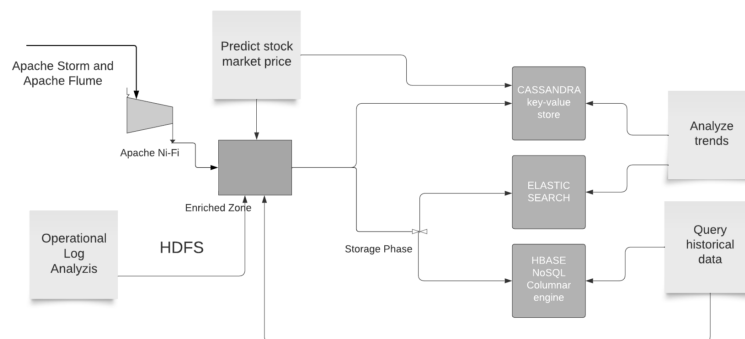 Apache Storm and
Apache Flume
Predict stock
market price
CASSANDRA
key-value
store
Analyze
trends
Apache Ni-Fi
Enriched Zone
ELASTIC
SEARCH
Operational
Log
Analyzis
HDFS
Storage Phase
HBASE
NoSQL
Columnar
engine
Query
historical
data